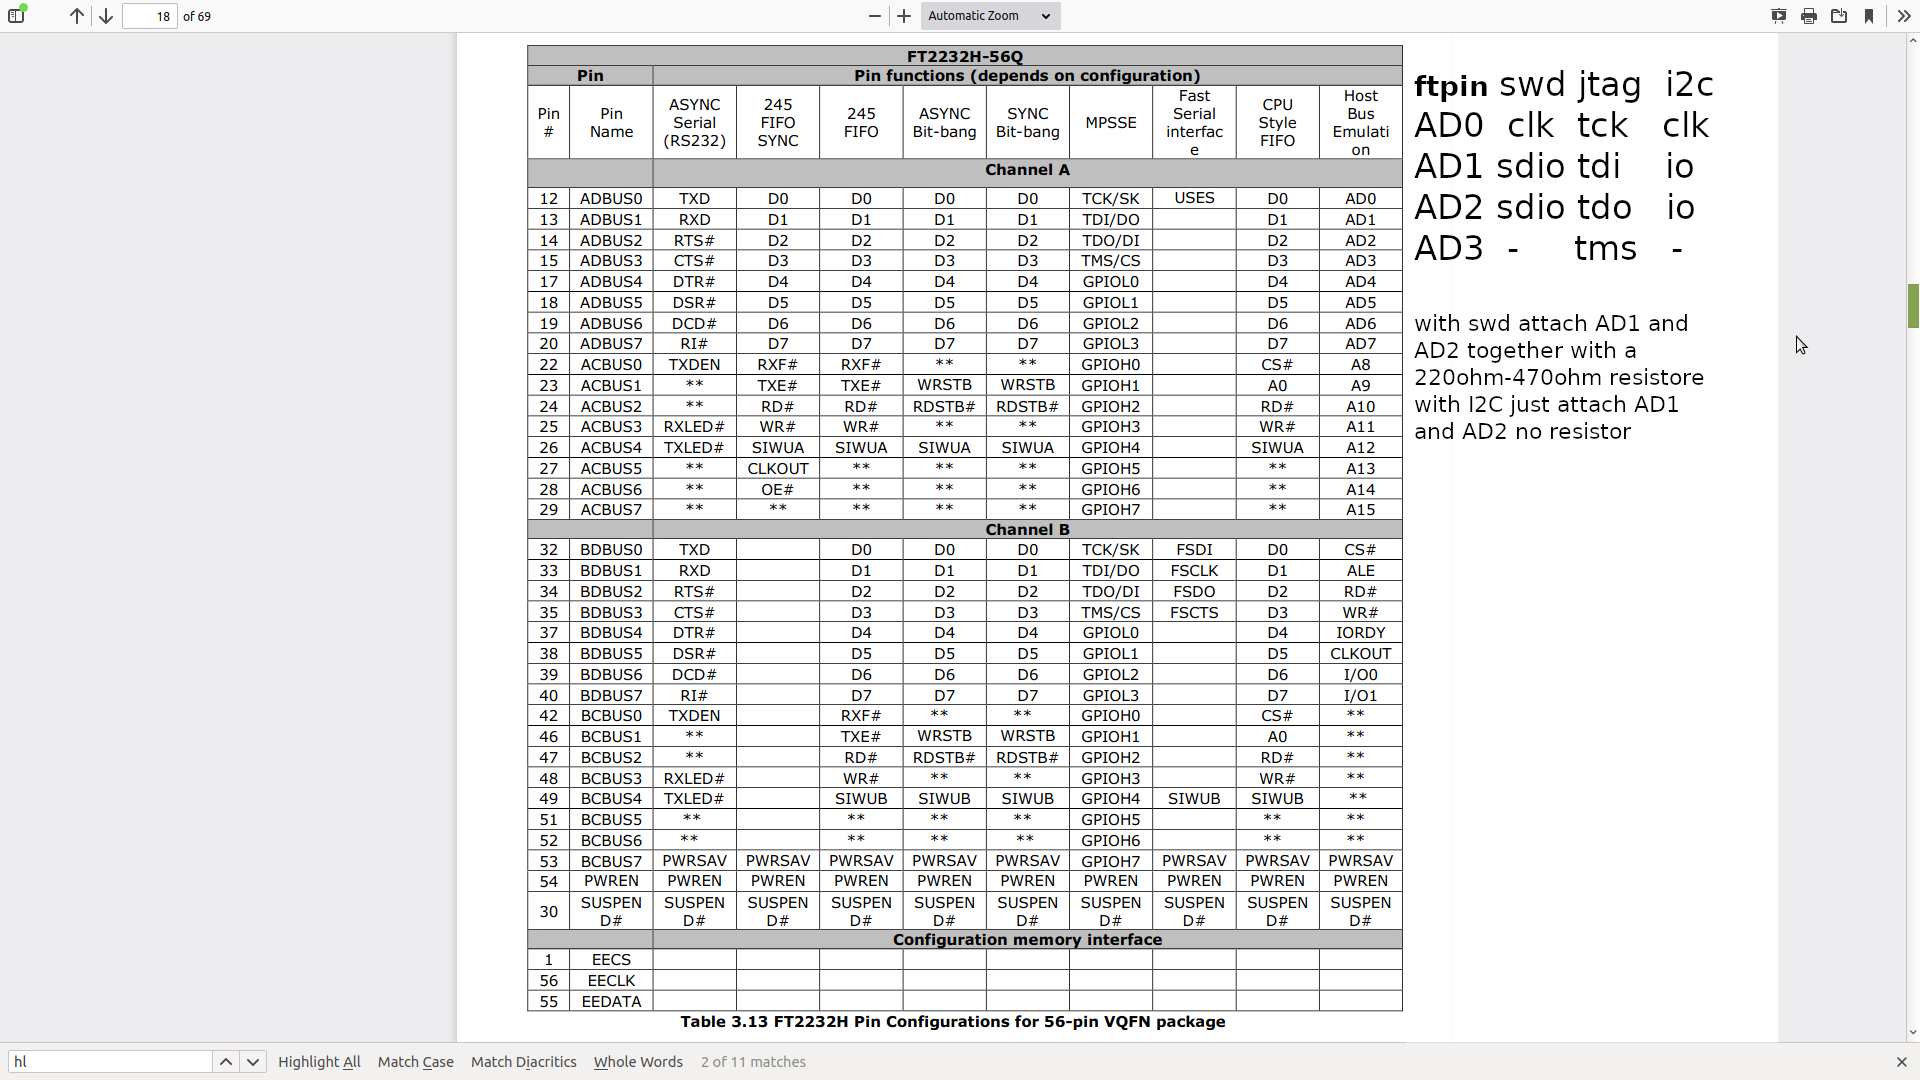 18 of 69
Automatic Zoom
FT2232H-56Q
Pin Pin functions (depends on configuration)
Pin # Pin Name ASYNC Serial (RS232) 245 FIFO SYNC 245 FIFO ASYNC Bit-bang SYNC Bit-bang MPSSE Fast Serial interfac e CPU Style FIFO Host Bus Emulati on
Channel A
12 ADBUS0 TXD D0 D0 D0 D0 TCK/SK USES D0 AD0
13 ADBUS1 RXD D1 D1 D1 D1 TDI/DO D1 AD1
14 ADBUS2 RTS# D2 D2 D2 D2 TDO/DI D2 AD2
15 ADBUS3 CTS# D3 D3 D3 D3 TMS/CS D3 AD3
17 ADBUS4 DTR# D4 D4 D4 D4 GPIOL0 D4 AD4
18 ADBUS5 DSR# D5 D5 D5 D5 GPIOL1 D5 AD5
19 ADBUS6 DCD# D6 D6 D6 D6 GPIOL2 D6 AD6
20 ADBUS7 RI# D7 D7 D7 D7 GPIOL3 D7 AD7
22 ACBUS0 TXDEN RXF# RXF# ** ** GPIOH0 CS# A8
23 ACBUS1 ** TXE# TXE# WRSTB WRSTB GPIOH1 A0 A9
24 ACBUS2 ** RD# RD# RDSTB# RDSTB# GPIOH2 RD# A10
25 ACBUS3 RXLED# WR# WR# ** ** GPIOH3 WR# A11
26 ACBUS4 TXLED# SIWUA SIWUA SIWUA SIWUA GPIOH4 SIWUA A12
27 ACBUS5 ** CLKOUT ** ** ** GPIOH5 ** A13
28 ACBUS6 ** OE# ** ** ** GPIOH6 ** A14
29 ACBUS7 ** ** ** ** ** GPIOH7 ** A15
Channel B
32 BDBUS0 TXD D0 D0 D0 TCK/SK FSDI D0 CS#
33 BDBUS1 RXD D1 D1 D1 TDI/DO FSCLK D1 ALE
34 BDBUS2 RTS# D2 D2 D2 TDO/DI FSDO D2 RD#
35 BDBUS3 CTS# D3 D3 D3 TMS/CS FSCTS D3 WR#
37 BDBUS4 DTR# D4 D4 D4 GPIOL0 D4 IORDY
38 BDBUS5 DSR# D5 D5 D5 GPIOL1 D5 CLKOUT
39 BDBUS6 DCD# D6 D6 D6 GPIOL2 D6 I/O0
40 BDBUS7 RI# D7 D7 D7 GPIOL3 D7 I/O1
42 BCBUS0 TXDEN RXF# ** ** GPIOH0 CS# **
46 BCBUS1 ** TXE# WRSTB WRSTB GPIOH1 A0 **
47 BCBUS2 ** RD# RDSTB# RDSTB# GPIOH2 RD# **
48 BCBUS3 RXLED# WR# ** ** GPIOH3 WR# **
49 BCBUS4 TXLED# SIWUB SIWUB SIWUB GPIOH4 SIWUB SIWUB **
51 BCBUS5 ** ** ** ** GPIOH5 ** **
52 BCBUS6 ** ** ** ** GPIOH6 ** **
53 BCBUS7 PWRSAV PWRSAV PWRSAV PWRSAV PWRSAV GPIOH7 PWRSAV PWRSAV PWRSAV
54 PWREN PWREN PWREN PWREN PWREN PWREN PWREN PWREN PWREN PWREN
30 SUSPEN D# SUSPEN D# SUSPEN D# SUSPEN D# SUSPEN D# SUSPEN D# SUSPEN D# SUSPEN D# SUSPEN D# SUSPEN D#
Configuration memory interface
1 EECS
56 EECLK
55 EEDATA
Table 3.13 FT2232H Pin Configurations for 56-pin VQFN package
ftpin swd jtag i2c
AD0 clk tck clk
AD1 sdio tdi io
AD2 sdio tdo io
AD3 - tms -
with swd attach AD1 and
AD2 together with a
220ohm-470ohm resistore
with I2C just attach AD1
and AD2 no resistor
hl Highlight All Match Case Match Diacritics Whole Words 2 of 11 matches